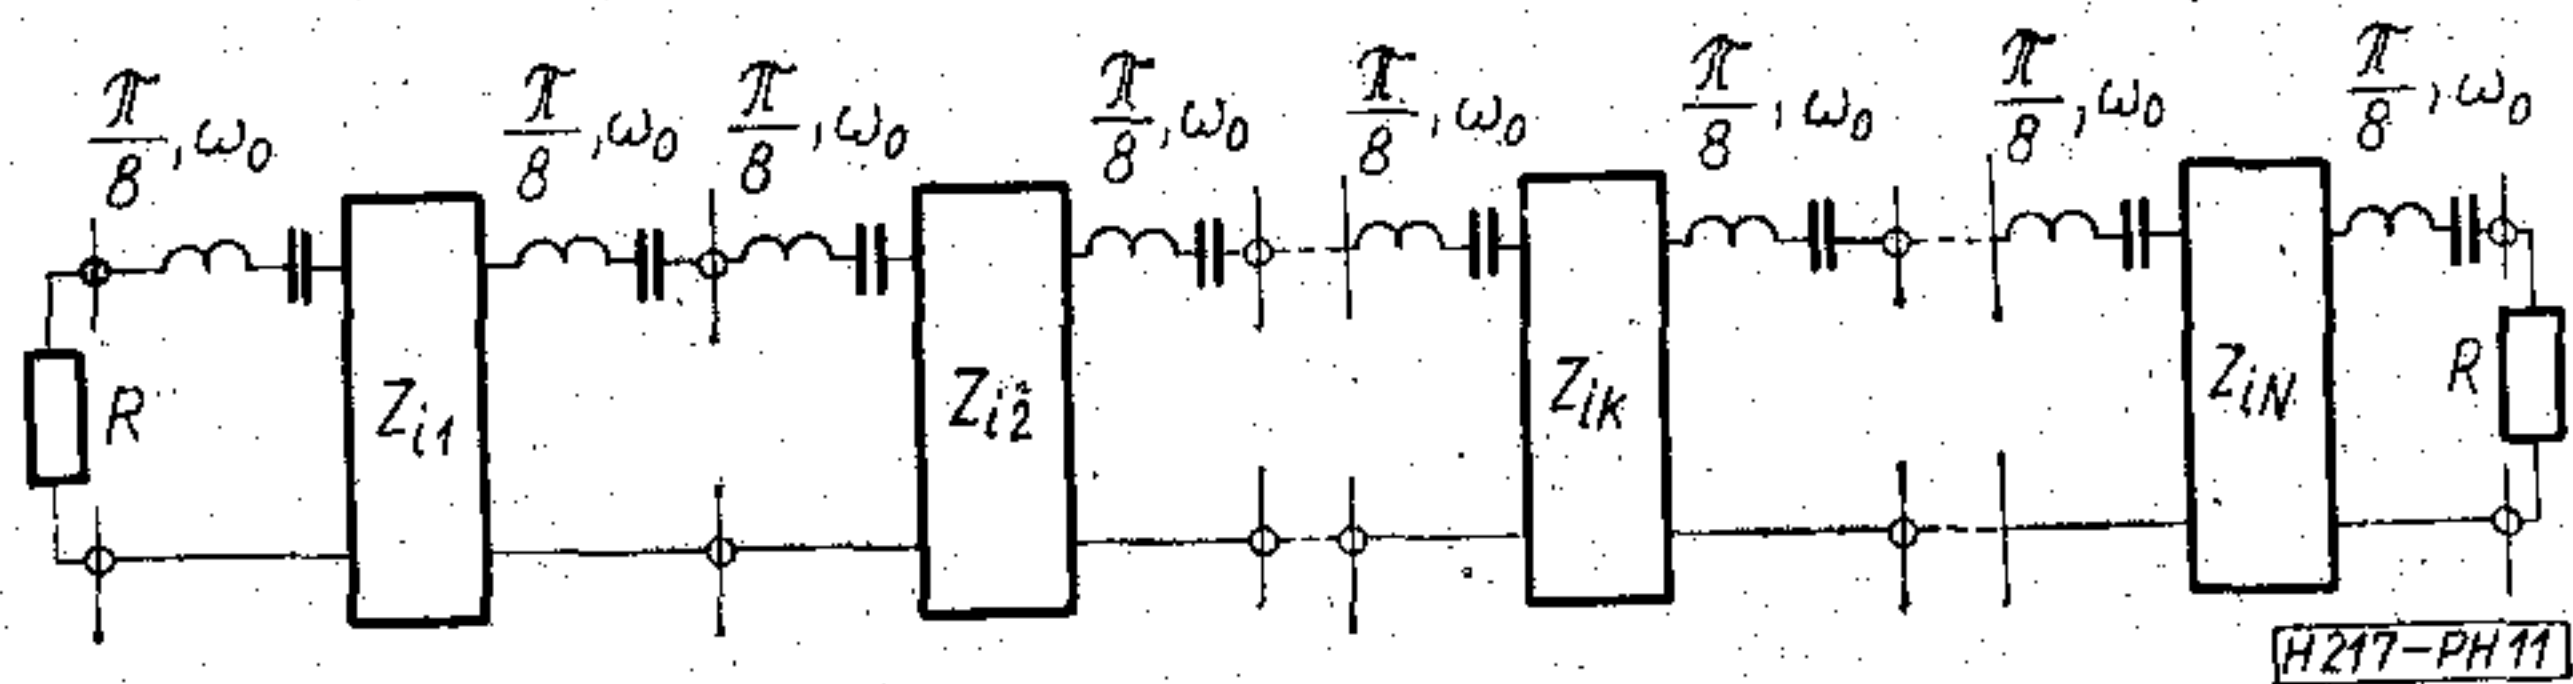 π/8, ω₀ π/8, ω₀ π/8, ω₀ π/8, ω₀ π/8, ω₀ π/8, ω₀ π/8, ω₀ π/8, ω₀
R Zi1 Zi2 Zik ZiN R
H217-PH11